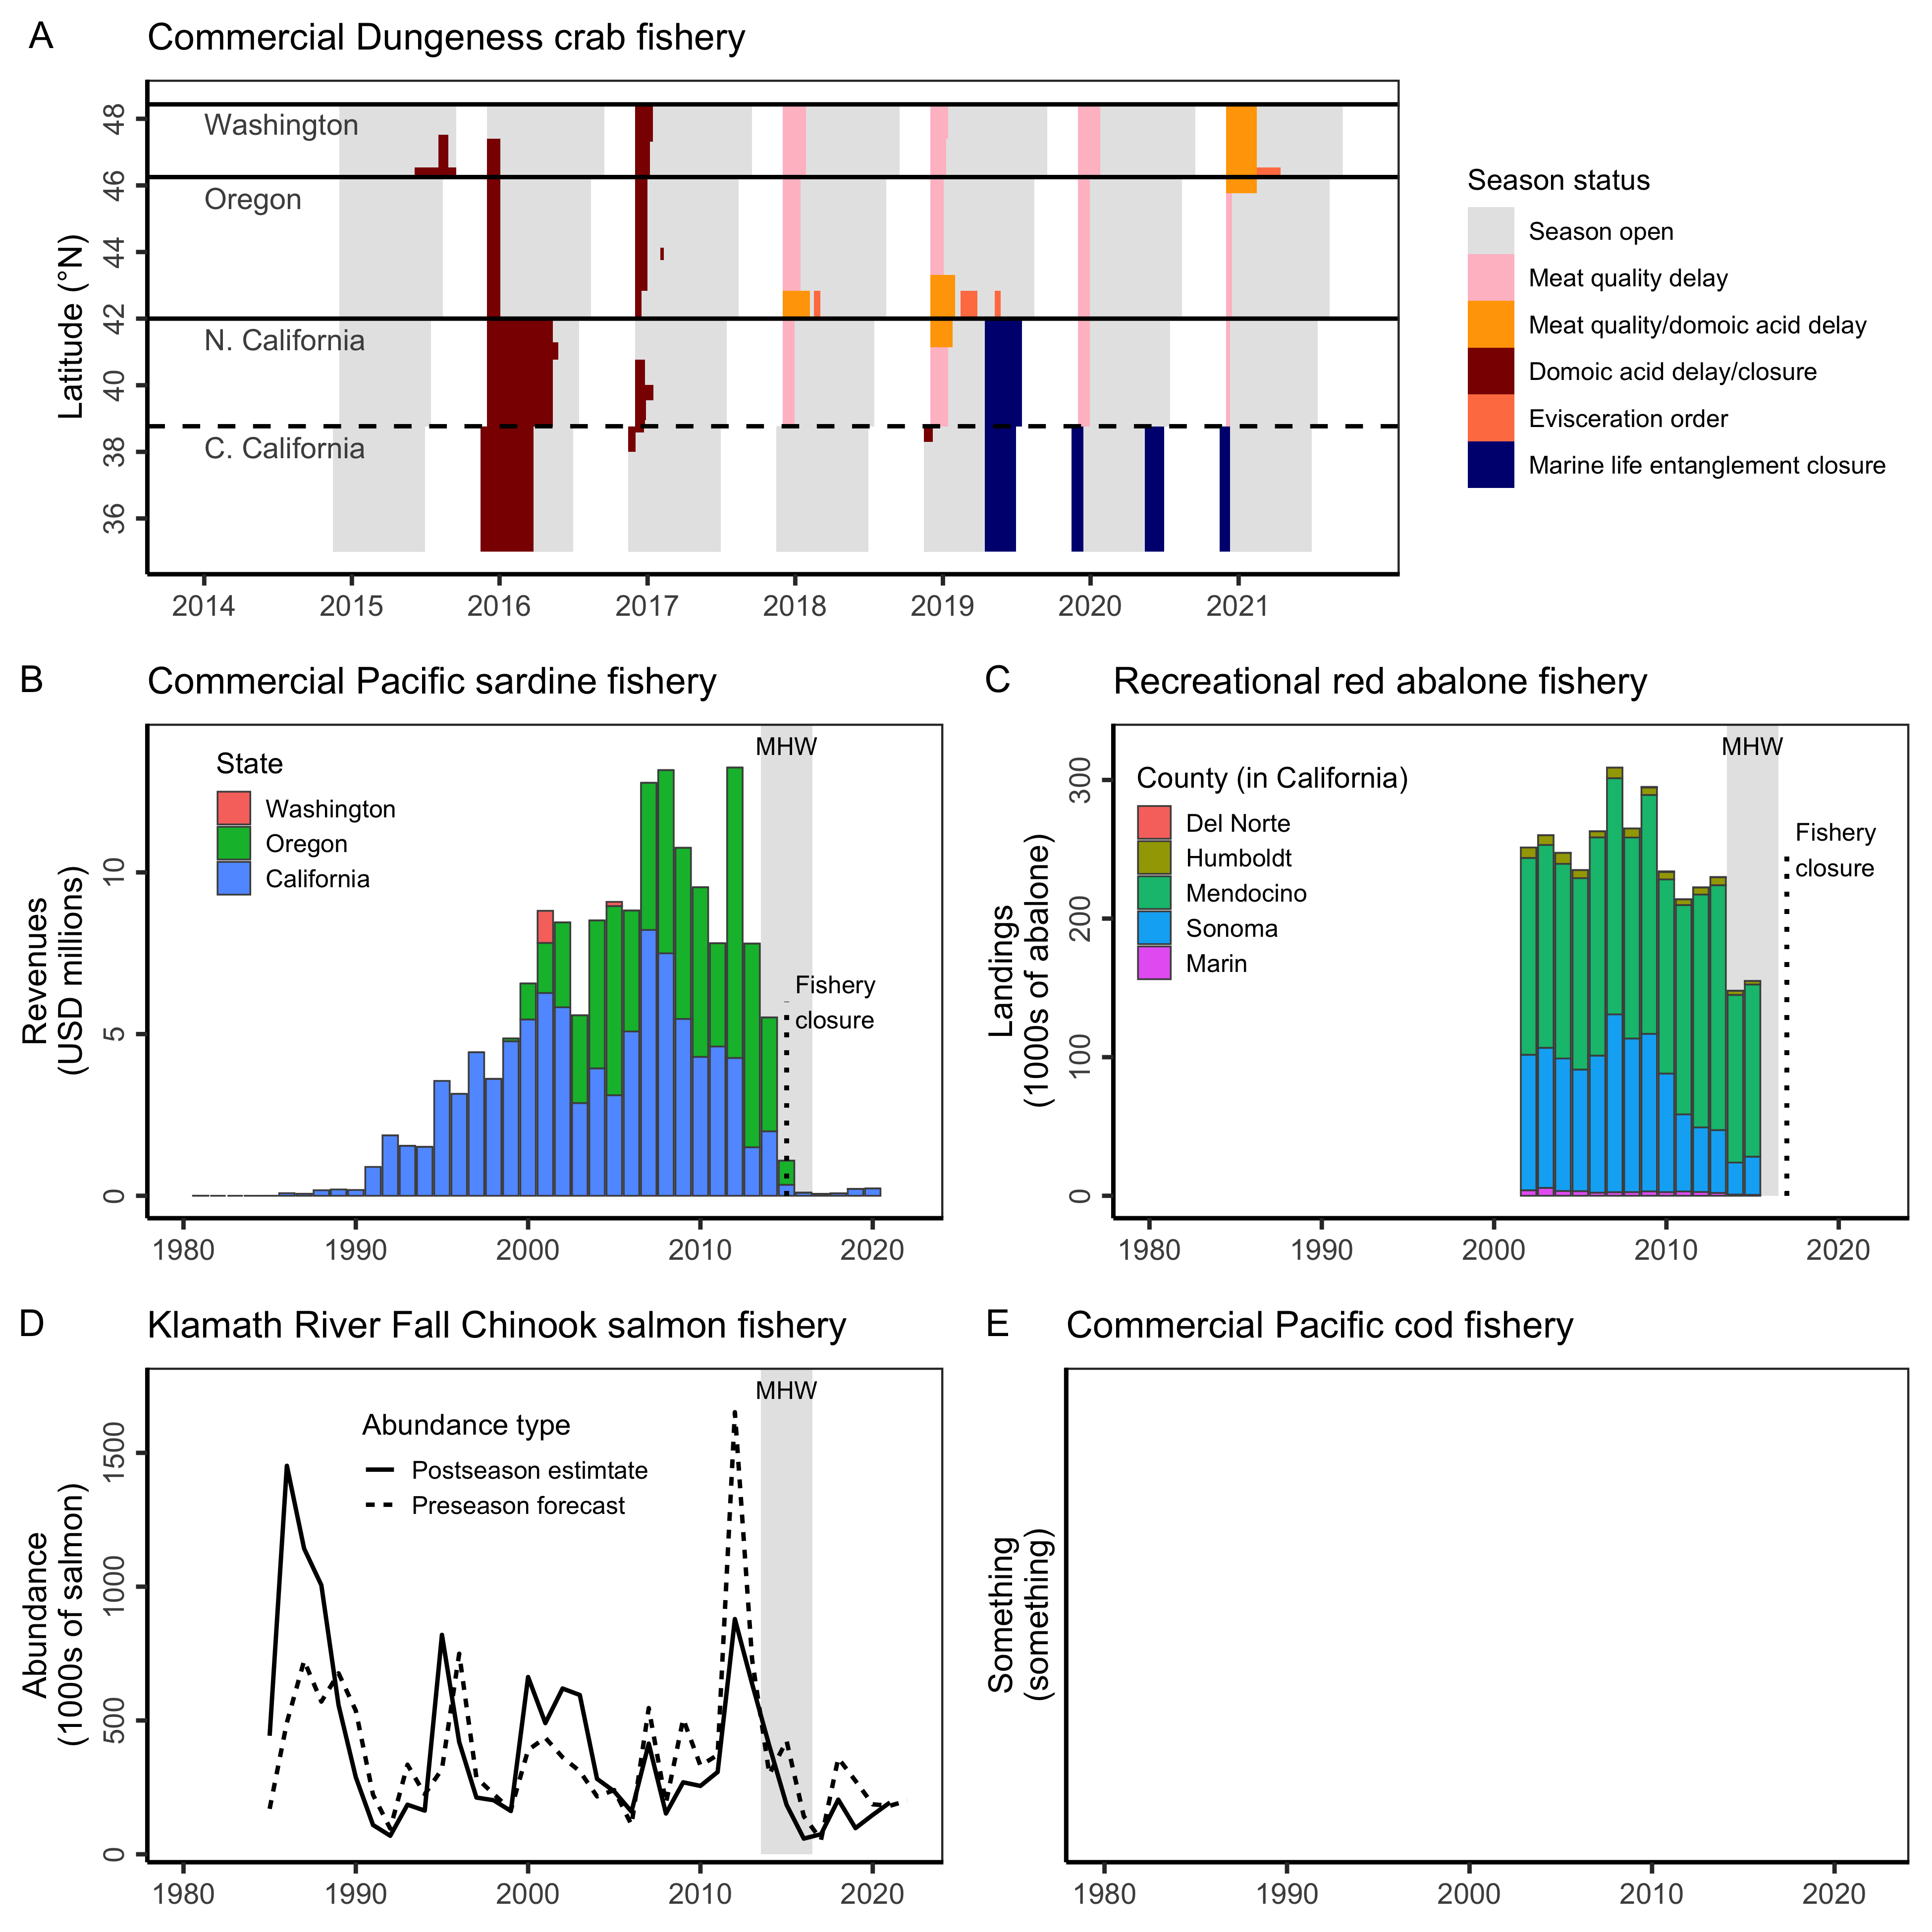 A
Commercial Dungeness crab fishery
Latitude (°N)
48
46
44
42
40
38
36
Washington
Oregon
N. California
C. California
2014
2015
2016
2017
2018
2019
2020
2021
Season status
Season open
Meat quality delay
Meat quality/domoic acid delay
Domoic acid delay/closure
Evisceration order
Marine life entanglement closure
B
Commercial Pacific sardine fishery
Revenues
(USD millions)
10
5
0
State
Washington
Oregon
California
MHW
Fishery
closure
1980
1990
2000
2010
2020
C
Recreational red abalone fishery
Landings
(1000s of abalone)
300
200
100
0
County (in California)
Del Norte
Humboldt
Mendocino
Sonoma
Marin
MHW
Fishery
closure
1980
1990
2000
2010
2020
D
Klamath River Fall Chinook salmon fishery
Abundance
(1000s of salmon)
1500
1000
500
0
Abundance type
Postseason estimtate
Preseason forecast
MHW
1980
1990
2000
2010
2020
E
Commercial Pacific cod fishery
Something
(something)
1980
1990
2000
2010
2020